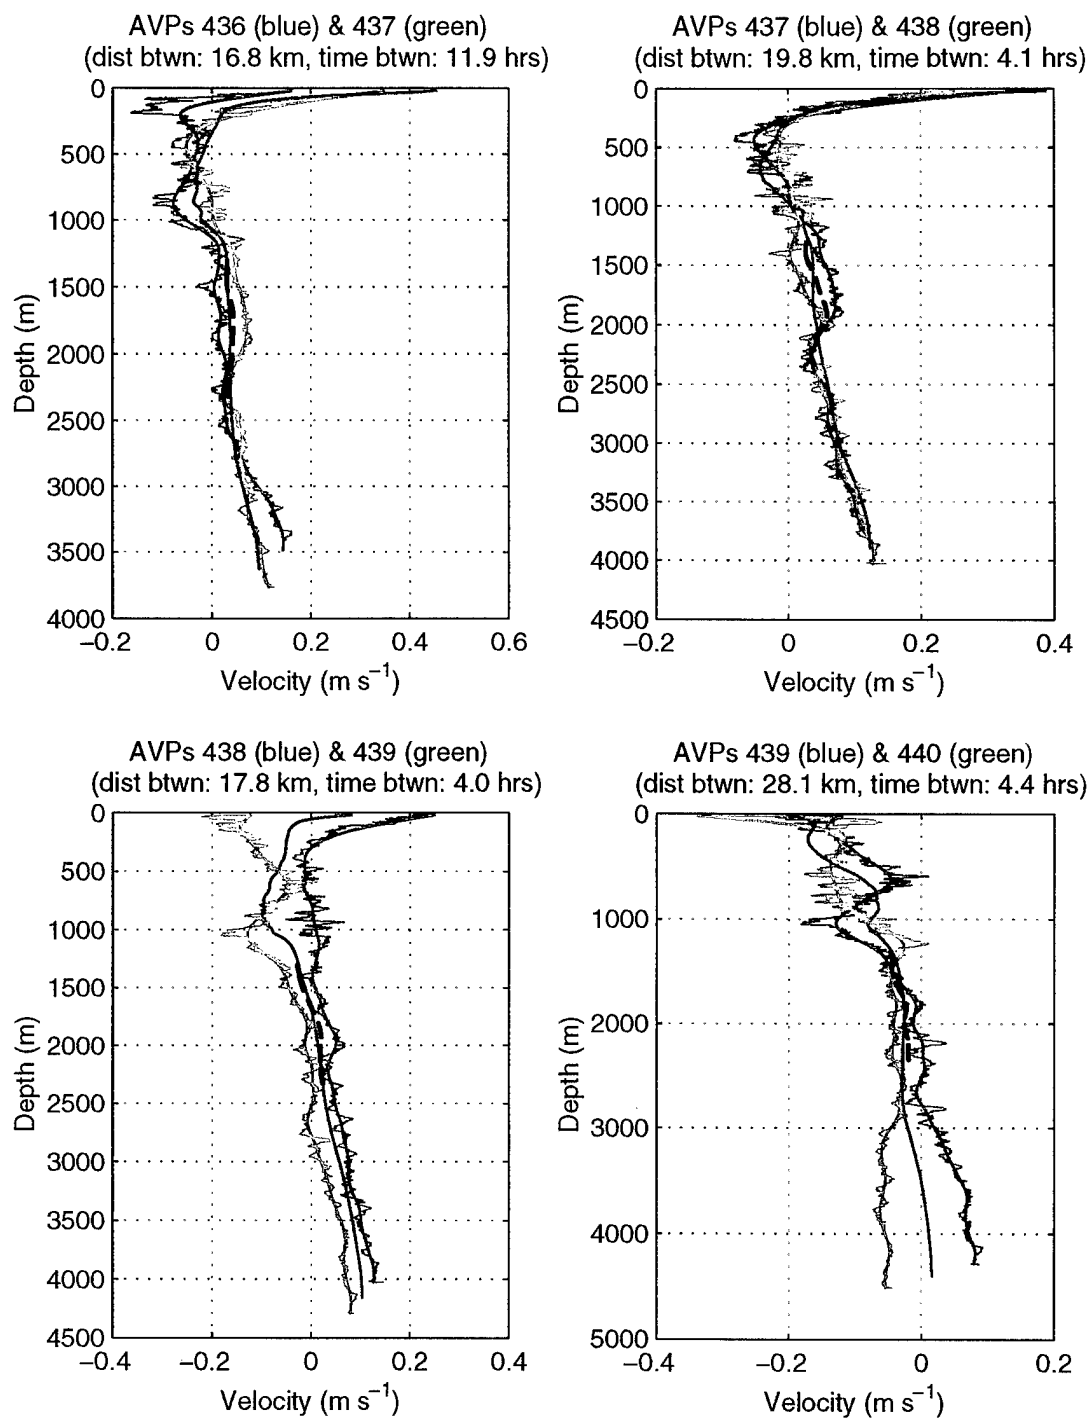 AVPs 436 (blue) & 437 (green)
(dist btwn: 16.8 km, time btwn: 11.9 hrs)
0
500
1000
1500
2000
2500
3000
3500
4000
Depth (m)
−0.2 0 0.2 0.4 0.6
Velocity (m s⁻¹)
AVPs 437 (blue) & 438 (green)
(dist btwn: 19.8 km, time btwn: 4.1 hrs)
0
500
1000
1500
2000
2500
3000
3500
4000
4500
Depth (m)
−0.2 0 0.2 0.4
Velocity (m s⁻¹)
AVPs 438 (blue) & 439 (green)
(dist btwn: 17.8 km, time btwn: 4.0 hrs)
0
500
1000
1500
2000
2500
3000
3500
4000
4500
Depth (m)
−0.4 −0.2 0 0.2 0.4
Velocity (m s⁻¹)
AVPs 439 (blue) & 440 (green)
(dist btwn: 28.1 km, time btwn: 4.4 hrs)
0
1000
2000
3000
4000
5000
Depth (m)
−0.4 −0.2 0 0.2
Velocity (m s⁻¹)